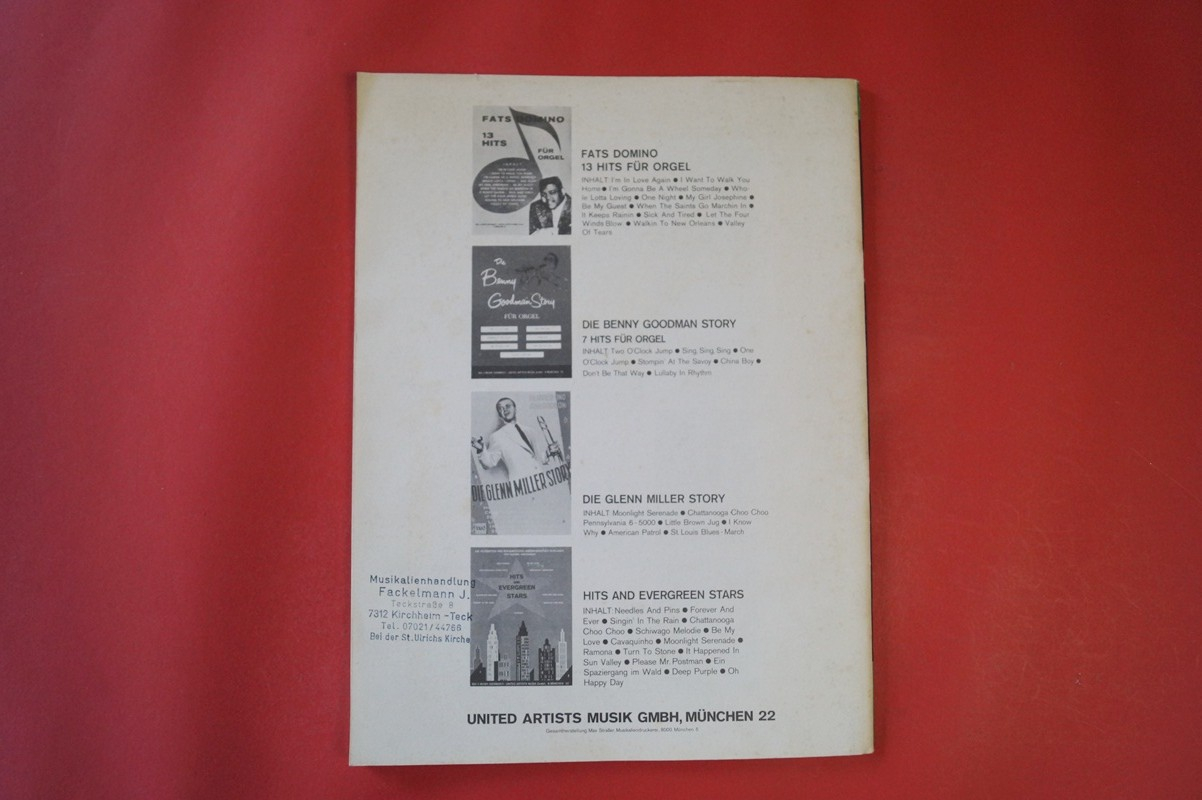 FATS DOMINO
13
HITS
FÜR
ORGEL
FATS DOMINO
13 HITS FÜR ORGEL
INHALT: I'm In Love Again ● I Want To Walk You
Home ● I'm Gonna Be A Wheel Someday ● Who-
le Lotta Loving ● One Night ● My Girl Josephine ●
Be My Guest ● When The Saints Go Marchin In ●
It Keeps Rainin ● Sick And Tired ● Let The Four
Winds Blow ● Walkin To New Orleans ● Valley
Of Tears
Die
Benny
Goodman Story
FÜR ORGEL
DIE BENNY GOODMAN STORY
7 HITS FÜR ORGEL
INHALT: Two O'Clock Jump ● Sing, Sing, Sing ● One
O'Clock Jump ● Stompin' At The Savoy ● China Boy ●
Don't Be That Way ● Lullaby In Rhythm
DIE GLENN MILLER STORY
DIE GLENN MILLER STORY
INHALT: Moonlight Serenade ● Chattanooga Choo Choo
Pennsylvania 6-5000 ● Little Brown Jug ● I Know
Why ● American Patrol ● St. Louis Blues-March
HITS
AND
EVERGREEN
STARS
HITS AND EVERGREEN STARS
INHALT: Needles And Pins ● Forever And
Ever ● Singin' In The Rain ● Chattanooga
Choo Choo ● Schiwago Melodie ● Be My
Love ● Cavaquinho ● Moonlight Serenade ●
Ramona ● Turn To Stone ● It Happened In
Sun Valley ● Please Mr. Postman ● Ein
Spaziergang im Wald ● Deep Purple ● Oh
Happy Day
Musikalienhandlung
Fackelmann J.
Teckstraße 8
7312 Kirchheim-Teck
Tel. 07021/44766
Bei der St. Ulrichs Kirche
UNITED ARTISTS MUSIK GMBH, MÜNCHEN 22
Gesamtherstellung Max Straßer, Musikaliendruckerei, 8000 München 5